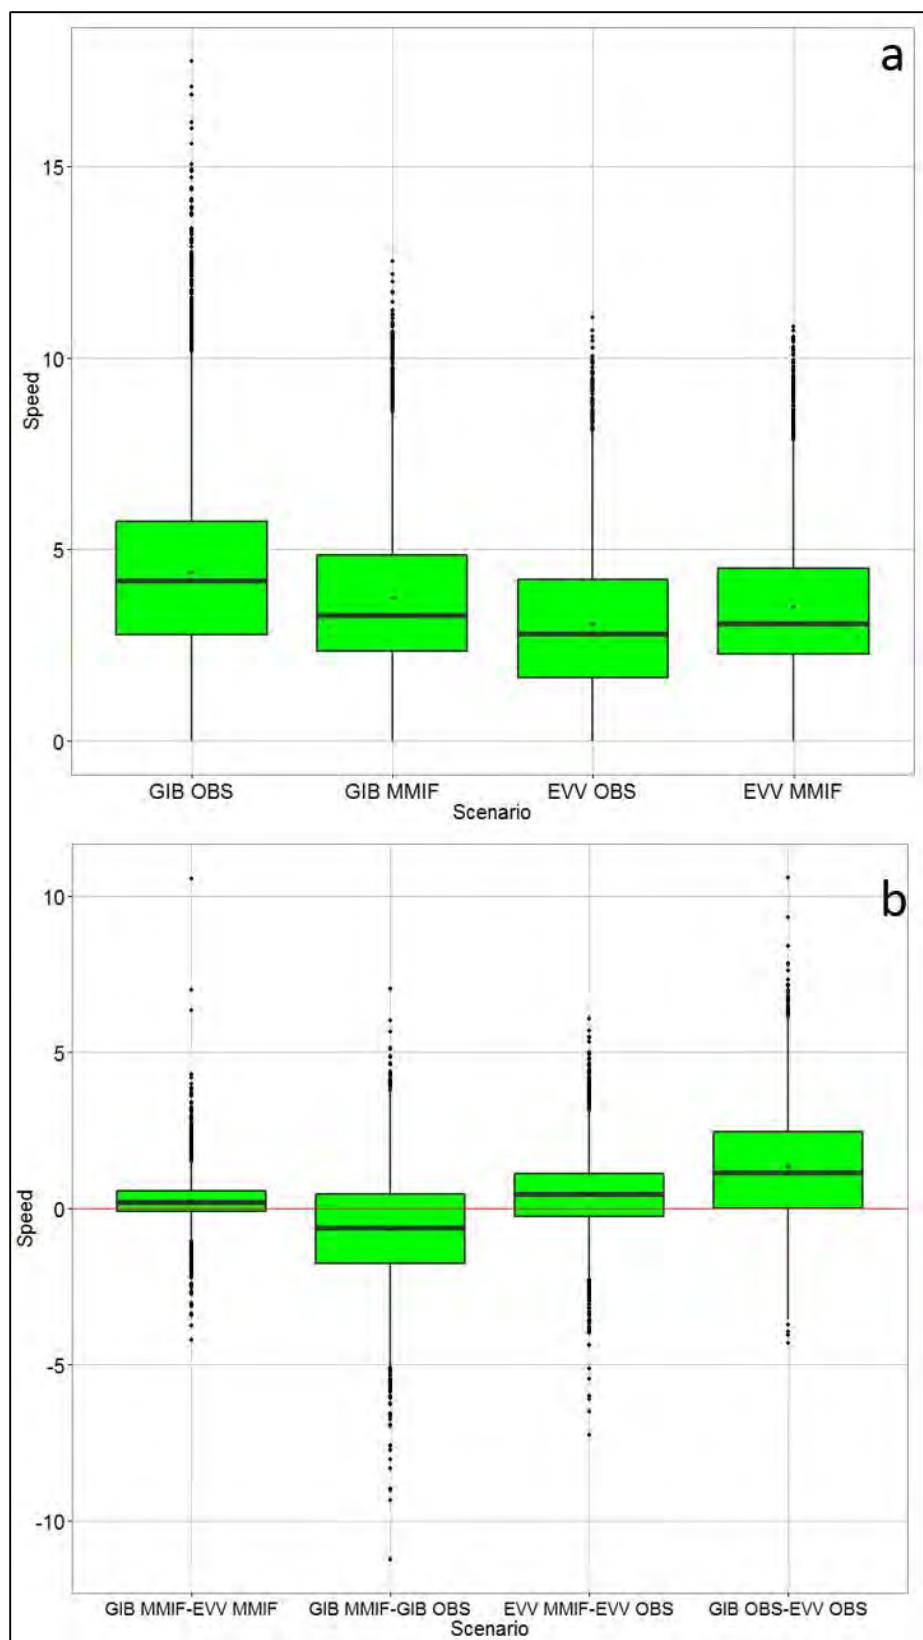 a
15
10
5
0
Speed
GIB OBS GIB MMIF EVV OBS EVV MMIF
Scenario
b
10
5
0
-5
-10
Speed
GIB MMIF-EVV MMIF GIB MMIF-GIB OBS EVV MMIF-EVV OBS GIB OBS-EVV OBS
Scenario